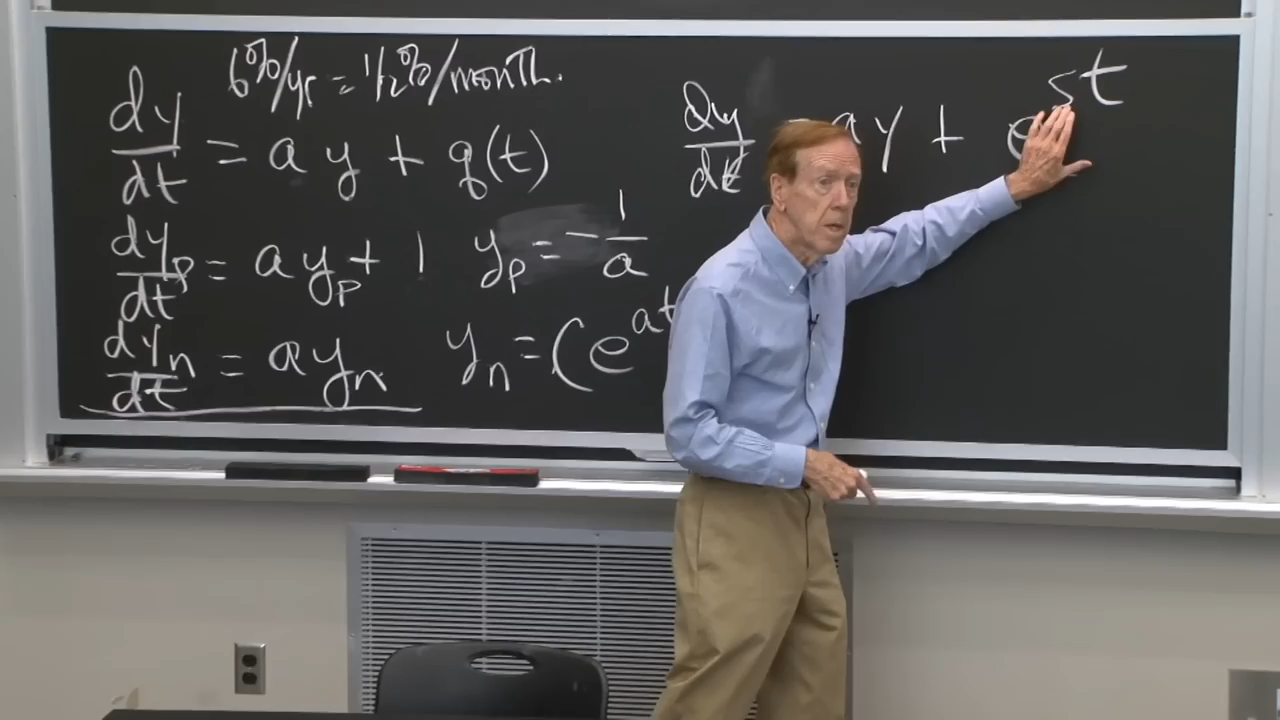 6%/yr = 1/2%/month.
dy/dt = ay + q(t)
dy_p/dt = ay_p + 1    y_p = -1/a
dy_n/dt = ay_n    y_n = Ce^{at}
dy/dt ay + e^{st}